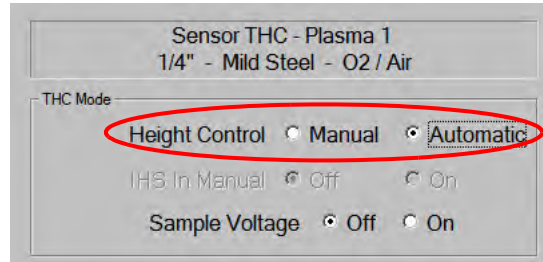 Sensor THC - Plasma 1
1/4" - Mild Steel - O2 / Air
THC Mode
Height Control Manual Automatic
IHS In Manual Off On
Sample Voltage Off On